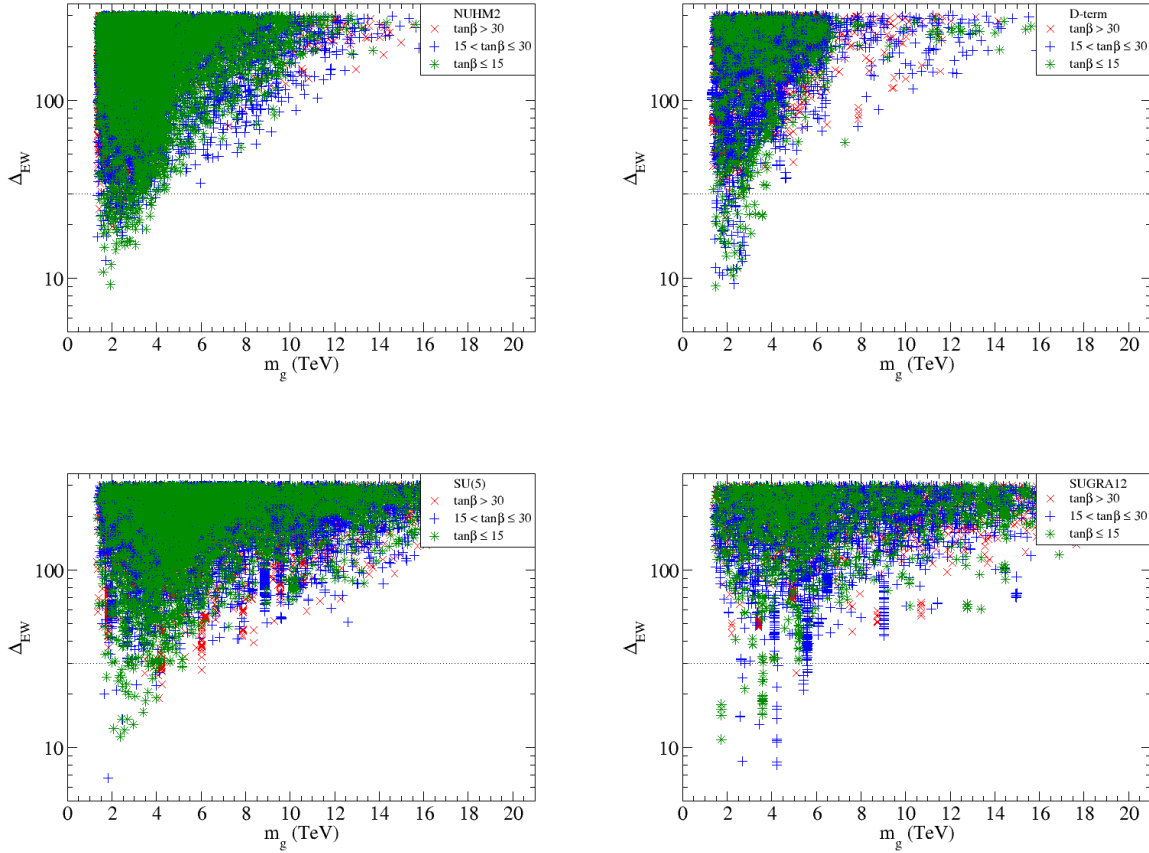 NUHM2
tanβ > 30
15 < tanβ ≤ 30
tanβ ≤ 15
100
10
Δ_EW
0 2 4 6 8 10 12 14 16 18 20
m_g (TeV)
D-term
tanβ > 30
15 < tanβ ≤ 30
tanβ ≤ 15
100
10
Δ_EW
0 2 4 6 8 10 12 14 16 18 20
m_g (TeV)
SU(5)
tanβ > 30
15 < tanβ ≤ 30
tanβ ≤ 15
100
10
Δ_EW
0 2 4 6 8 10 12 14 16 18 20
m_g (TeV)
SUGRA12
tanβ > 30
15 < tanβ ≤ 30
tanβ ≤ 15
100
10
Δ_EW
0 2 4 6 8 10 12 14 16 18 20
m_g (TeV)